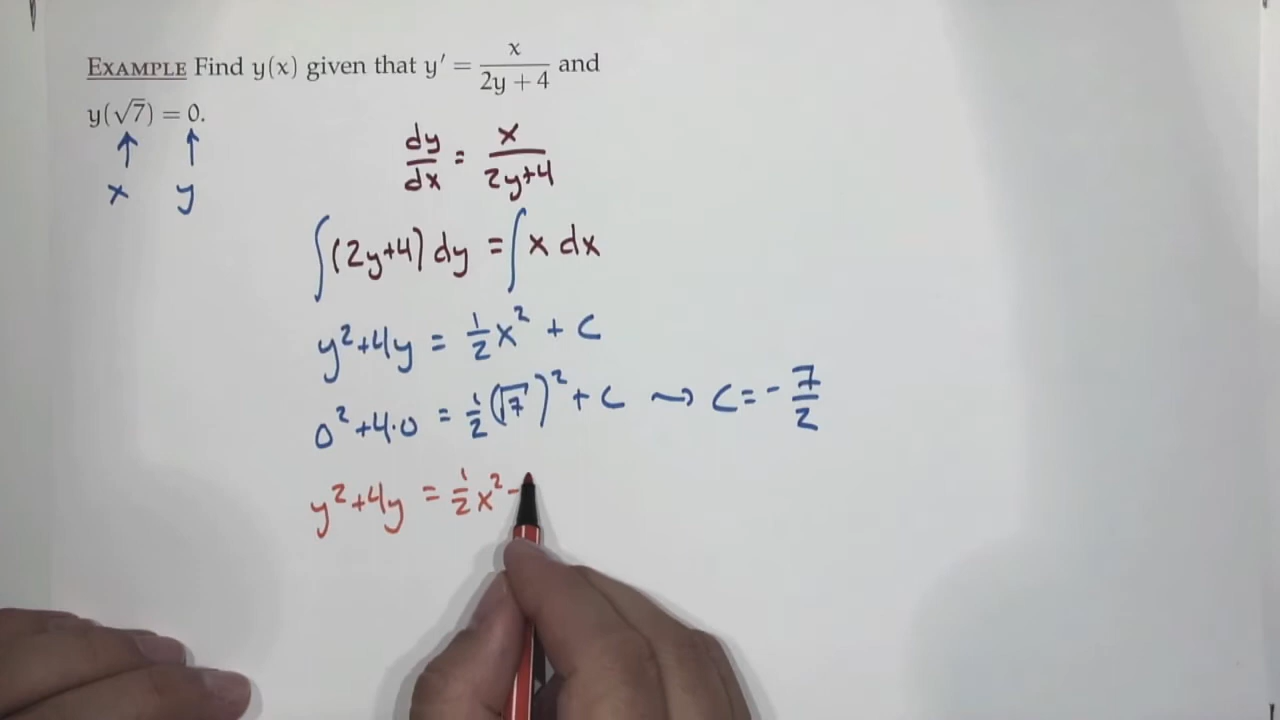 EXAMPLE Find y(x) given that y′ = x/(2y + 4) and
y(√7) = 0.
↑ ↑
x y
dy/dx = x/(2y+4)
∫(2y+4) dy = ∫x dx
y²+4y = ½x² + C
0²+4·0 = ½(√7)² + C ⇝ C = -7/2
y²+4y = ½x² -